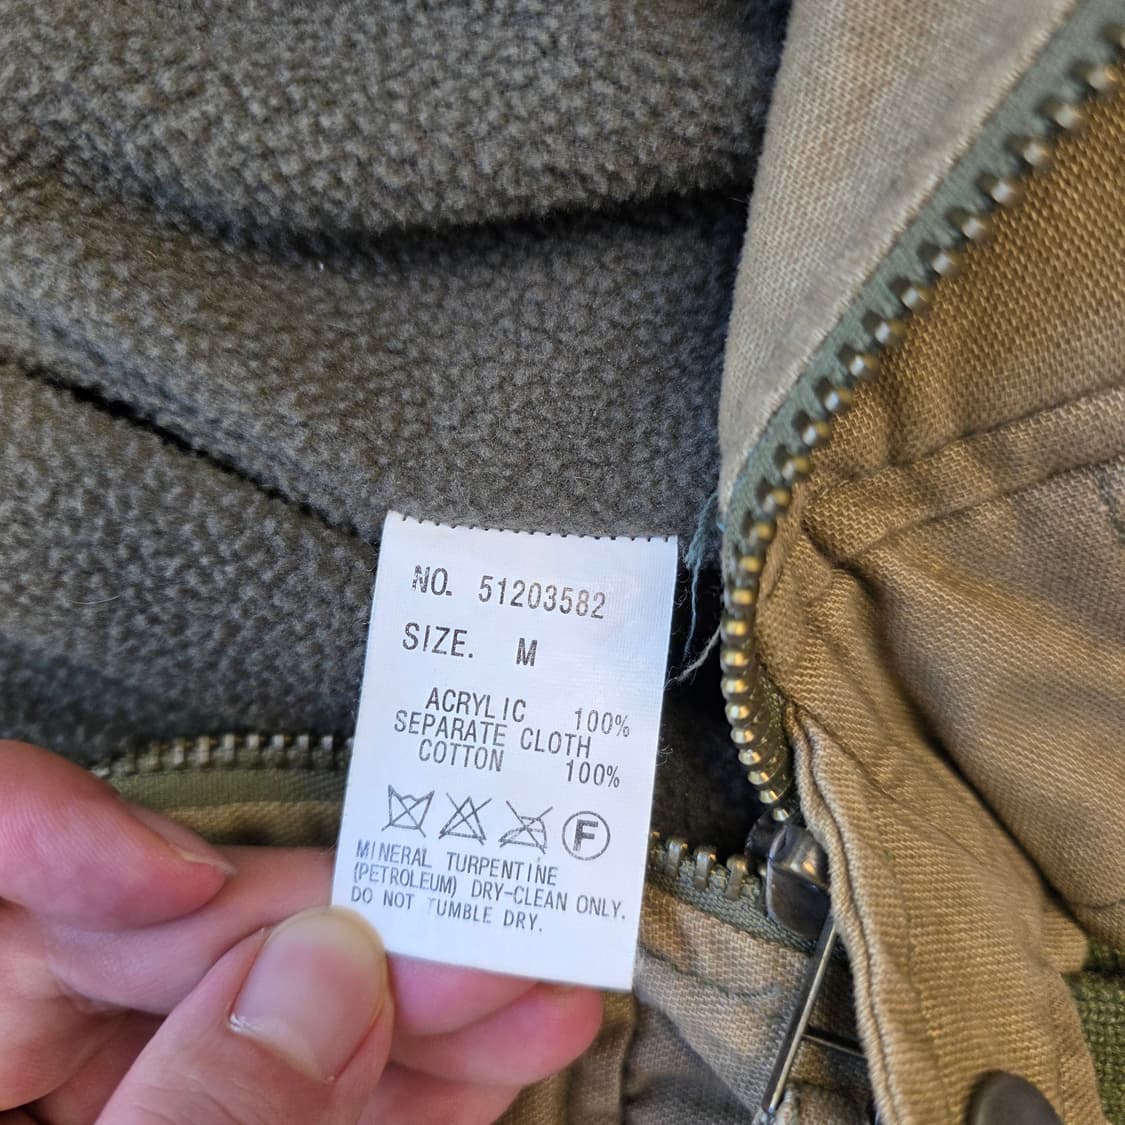 NO. 51203582
SIZE. M
ACRYLIC 100%
SEPARATE CLOTH
COTTON 100%
F
MINERAL TURPENTINE
(PETROLEUM) DRY-CLEAN ONLY.
DO NOT TUMBLE DRY.